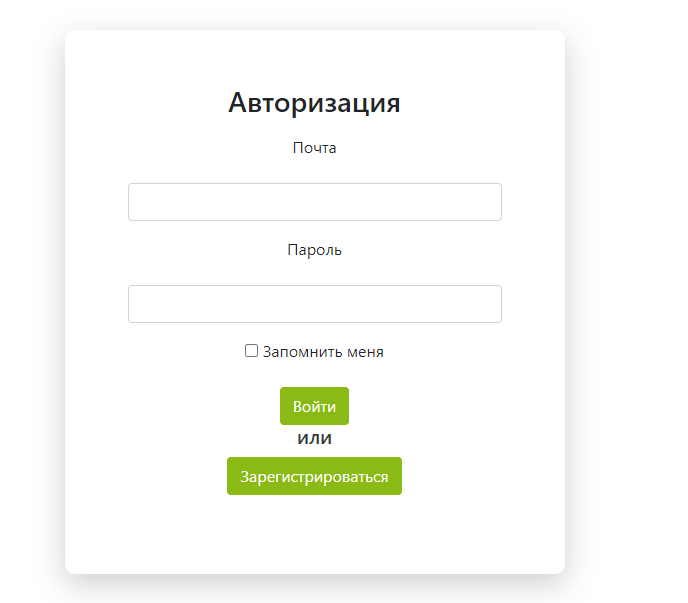 Авторизация
Почта
Пароль
Запомнить меня
Войти
или
Зарегистрироваться